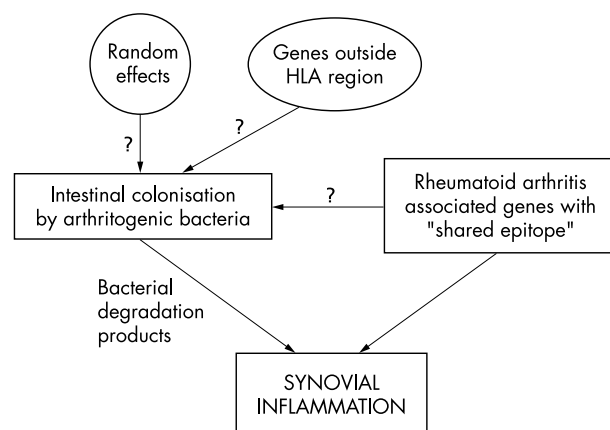 Random
effects
Genes outside
HLA region
?
?
Intestinal colonisation
by arthritogenic bacteria
?
Rheumatoid arthritis
associated genes with
"shared epitope"
Bacterial
degradation
products
SYNOVIAL
INFLAMMATION